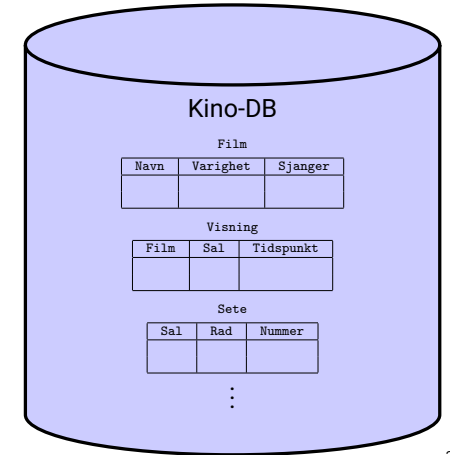 Kino-DB
Film
Navn Varighet Sjanger
Visning
Film Sal Tidspunkt
Sete
Sal Rad Nummer
⋮